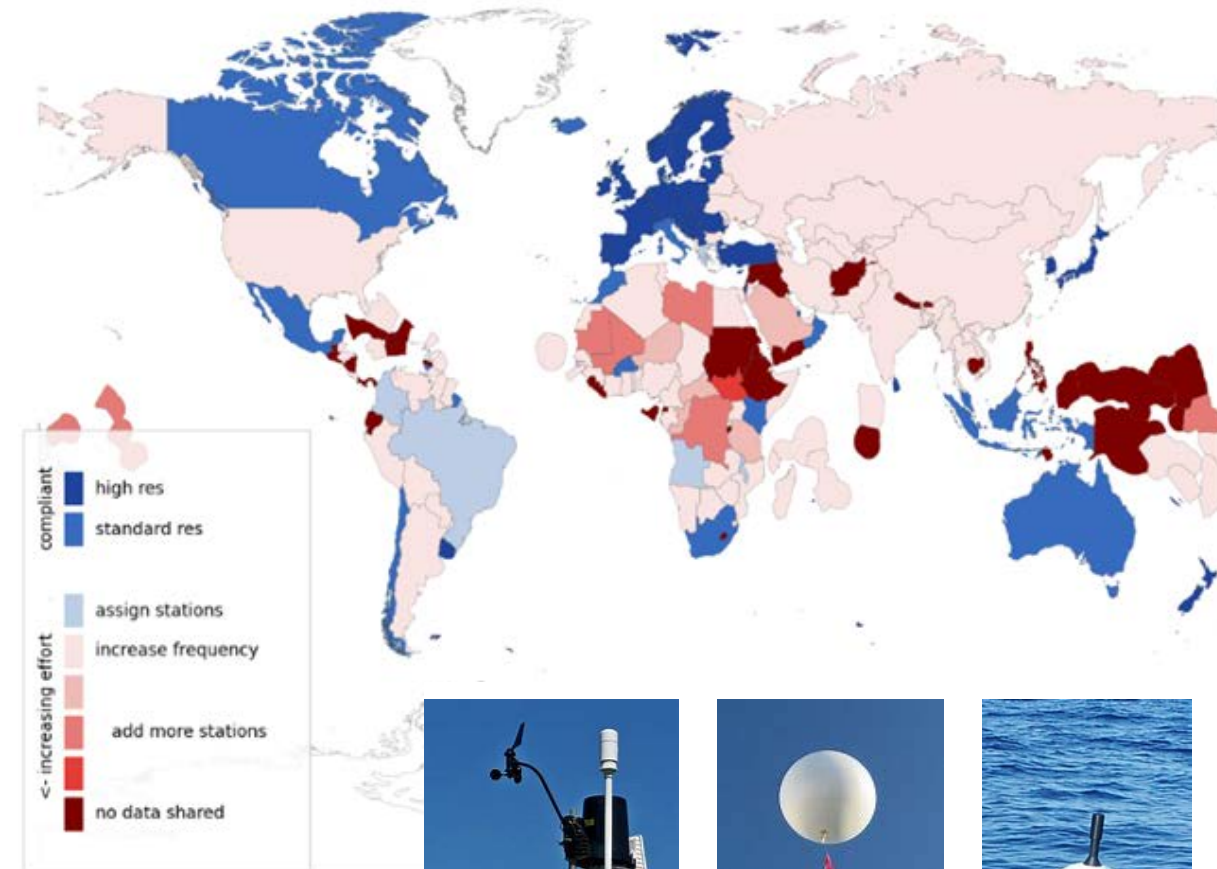 compliant
high res
standard res
<- increasing effort
assign stations
increase frequency
add more stations
no data shared